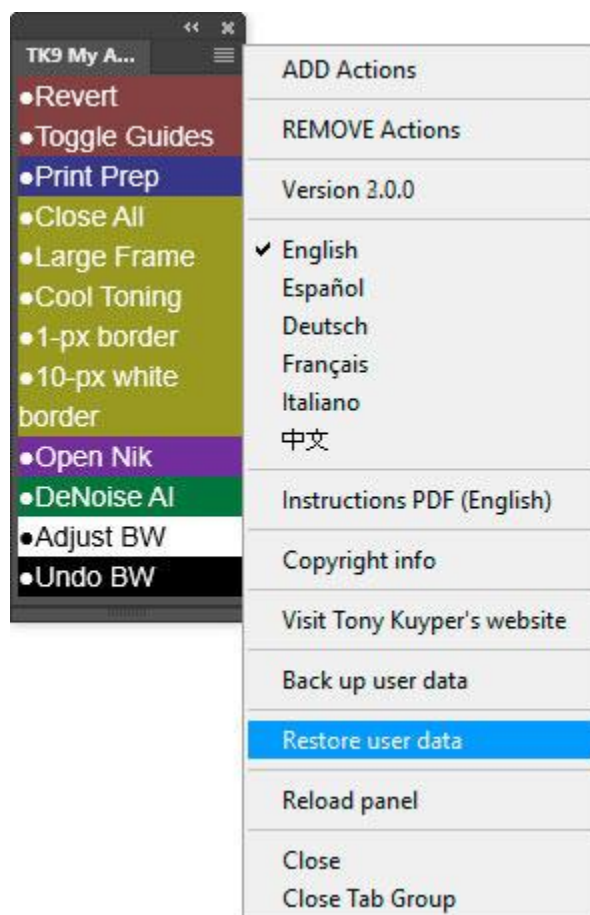 TK9 My A...
●Revert
●Toggle Guides
●Print Prep
●Close All
●Large Frame
●Cool Toning
●1-px border
●10-px white
border
●Open Nik
●DeNoise AI
●Adjust BW
●Undo BW
ADD Actions
REMOVE Actions
Version 3.0.0
✓ English
Español
Deutsch
Français
Italiano
中文
Instructions PDF (English)
Copyright info
Visit Tony Kuyper's website
Back up user data
Restore user data
Reload panel
Close
Close Tab Group